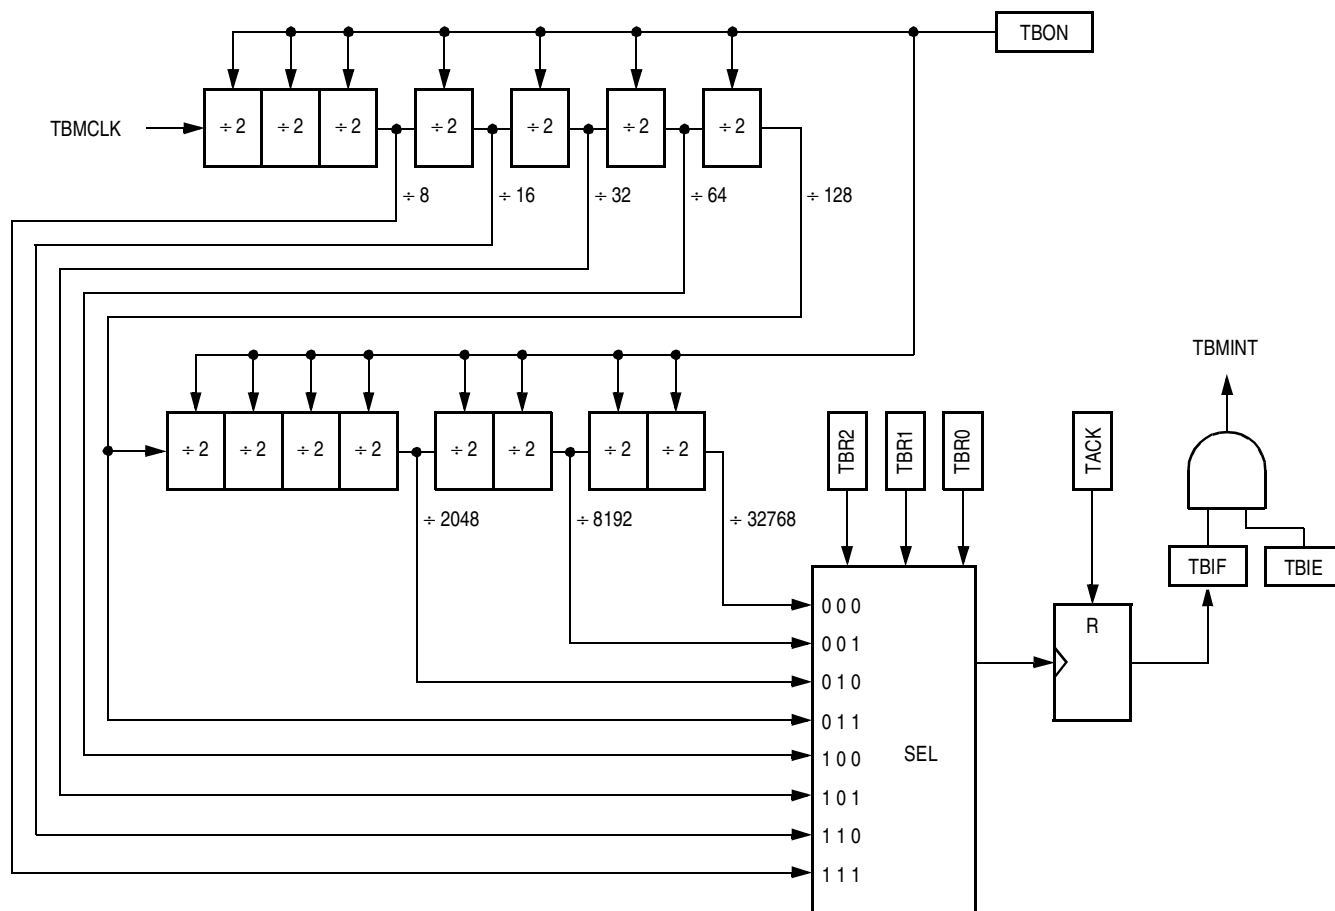 TBON
TBMCLK
÷ 2 ÷ 2 ÷ 2 ÷ 2 ÷ 2 ÷ 2 ÷ 2
÷ 8 ÷ 16 ÷ 32 ÷ 64 ÷ 128
TBMINT
÷ 2 ÷ 2 ÷ 2 ÷ 2 ÷ 2 ÷ 2 ÷ 2 ÷ 2
TBR2 TBR1 TBR0 TACK
÷ 2048 ÷ 8192 ÷ 32768
TBIF TBIE
0 0 0
R
0 0 1
0 1 0
0 1 1
1 0 0
SEL
1 0 1
1 1 0
1 1 1